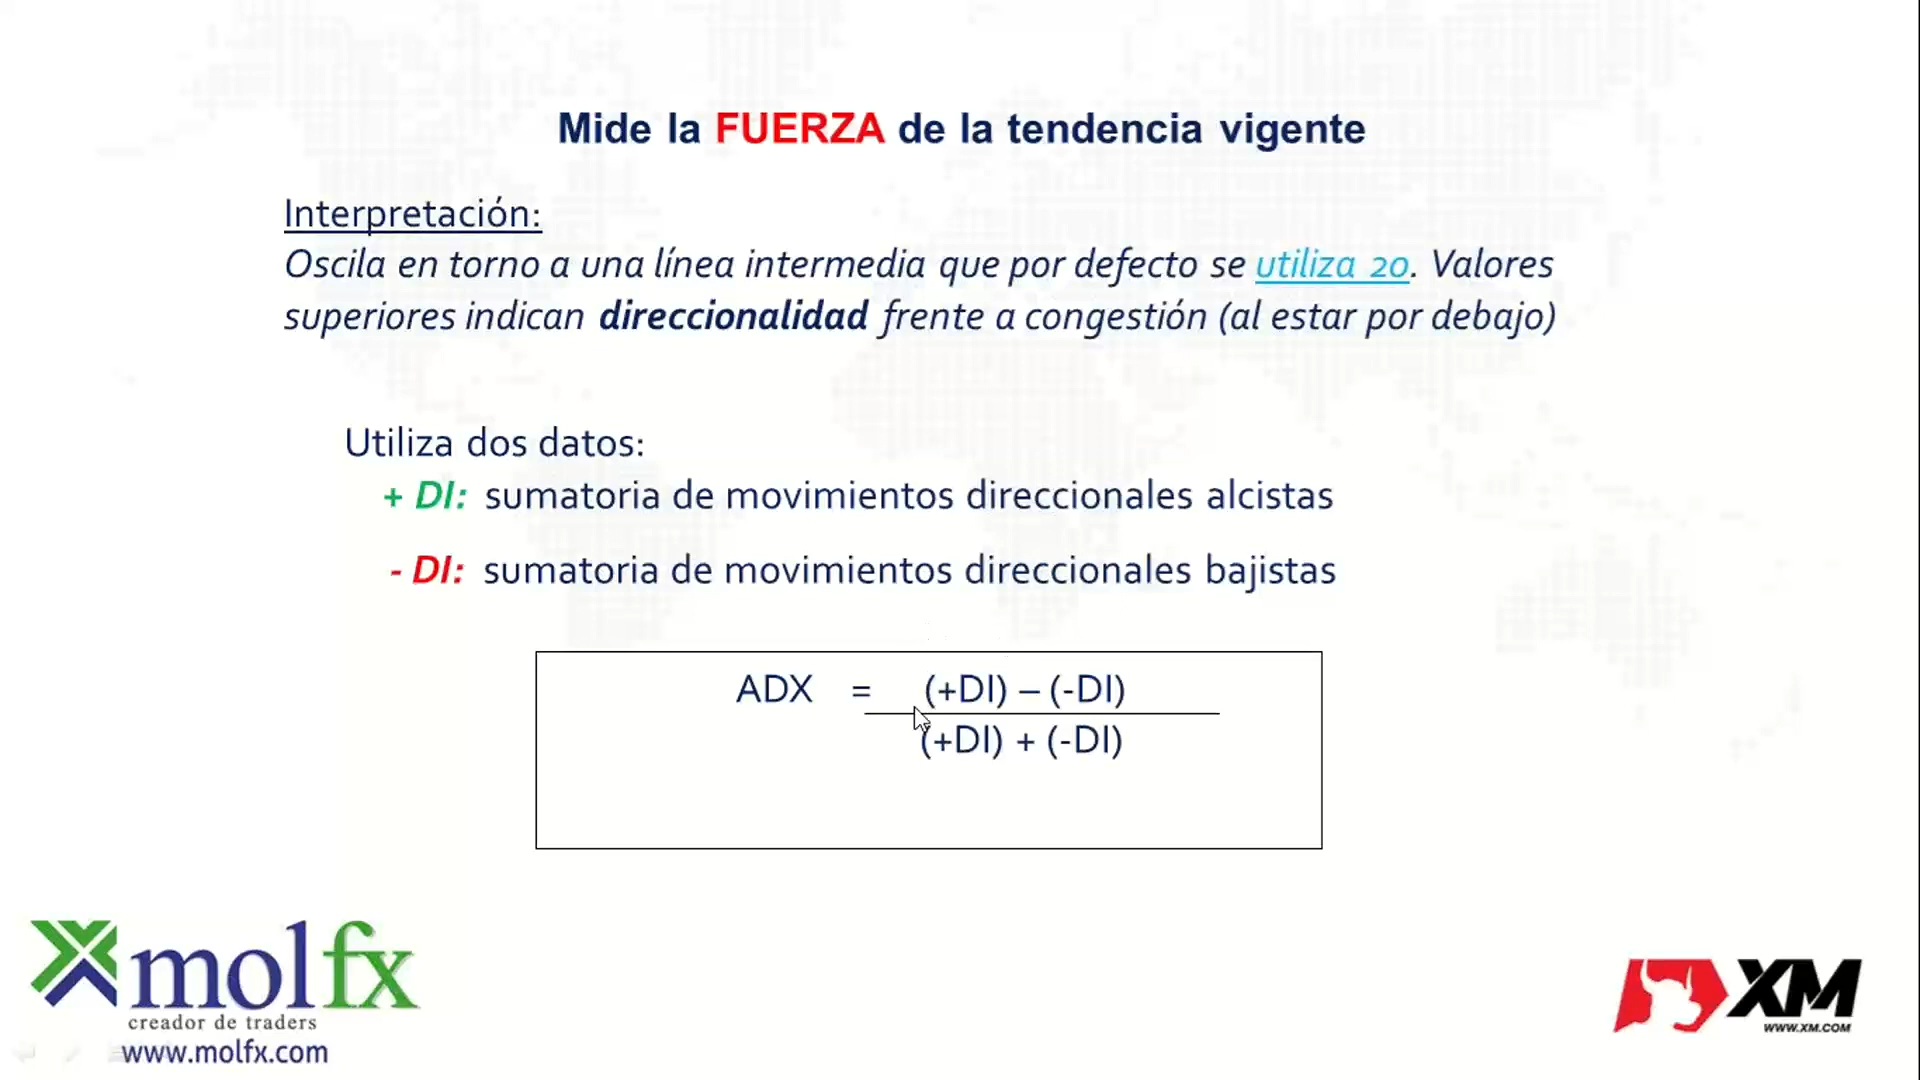 Mide la FUERZA de la tendencia vigente
Interpretación:
Oscila en torno a una línea intermedia que por defecto se utiliza 20. Valores
superiores indican direccionalidad frente a congestión (al estar por debajo)
Utiliza dos datos:
+ DI: sumatoria de movimientos direccionales alcistas
- DI: sumatoria de movimientos direccionales bajistas
ADX = (+DI) – (-DI)
(+DI) + (-DI)
molfx
creador de traders
www.molfx.com
XM
WWW.XM.COM